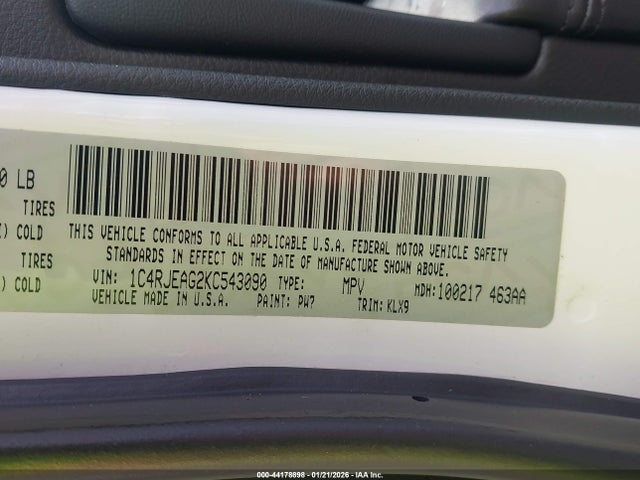 0 LB
TIRES
) COLD
TIRES
) COLD
THIS VEHICLE CONFORMS TO ALL APPLICABLE U.S.A. FEDERAL MOTOR VEHICLE SAFETY
STANDARDS IN EFFECT ON THE DATE OF MANUFACTURE SHOWN ABOVE.
VIN: 1C4RJEAG2KC543090 TYPE: MPV MDH: 100217 463AA
VEHICLE MADE IN U.S.A. PAINT: PW7 TRIM: KLX9
000-44178898 - 01/21/2026 - IAA Inc.